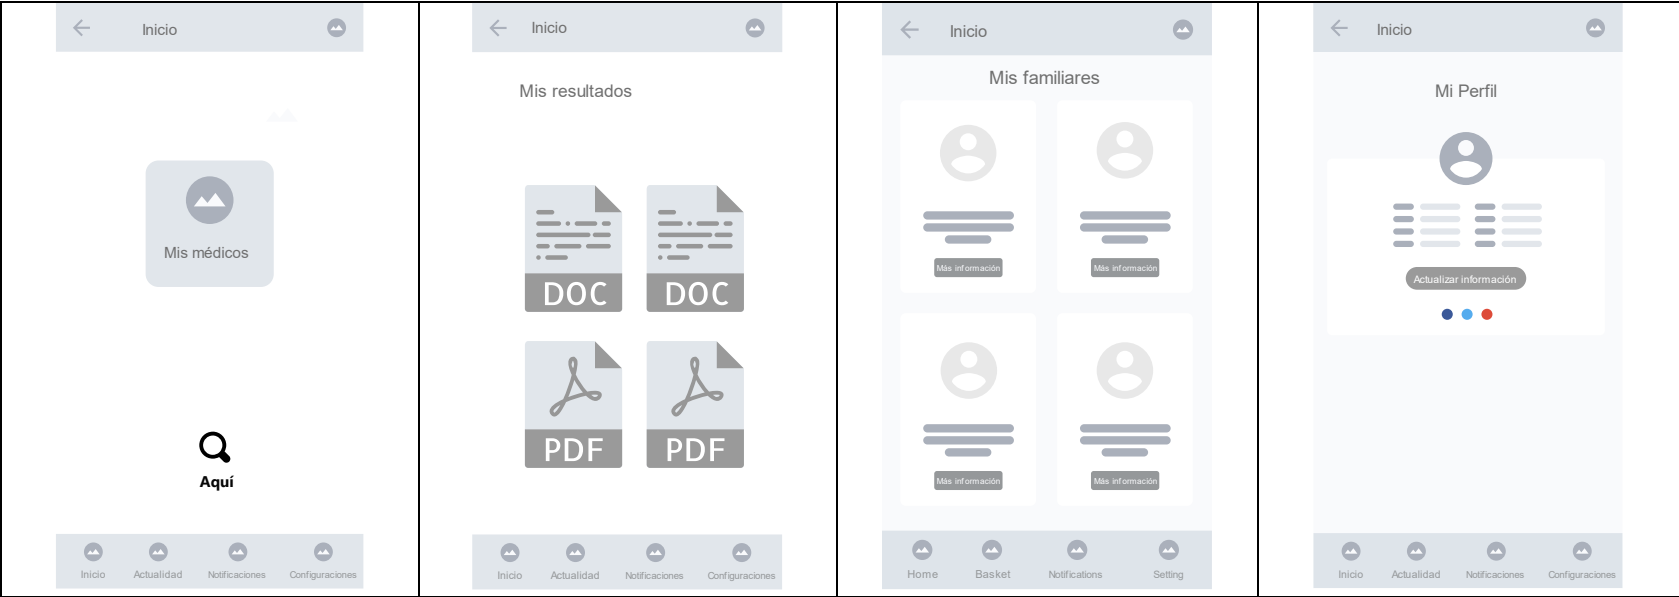 Inicio
Mis médicos
Aquí
Inicio Actualidad Notificaciones Configuraciones
Inicio
Mis resultados
DOC DOC
PDF PDF
Inicio Actualidad Notificaciones Configuraciones
Inicio
Mis familiares
Más información Más información
Más información Más información
Home Basket Notifications Setting
Inicio
Mi Perfil
Actualizar información
Inicio Actualidad Notificaciones Configuraciones